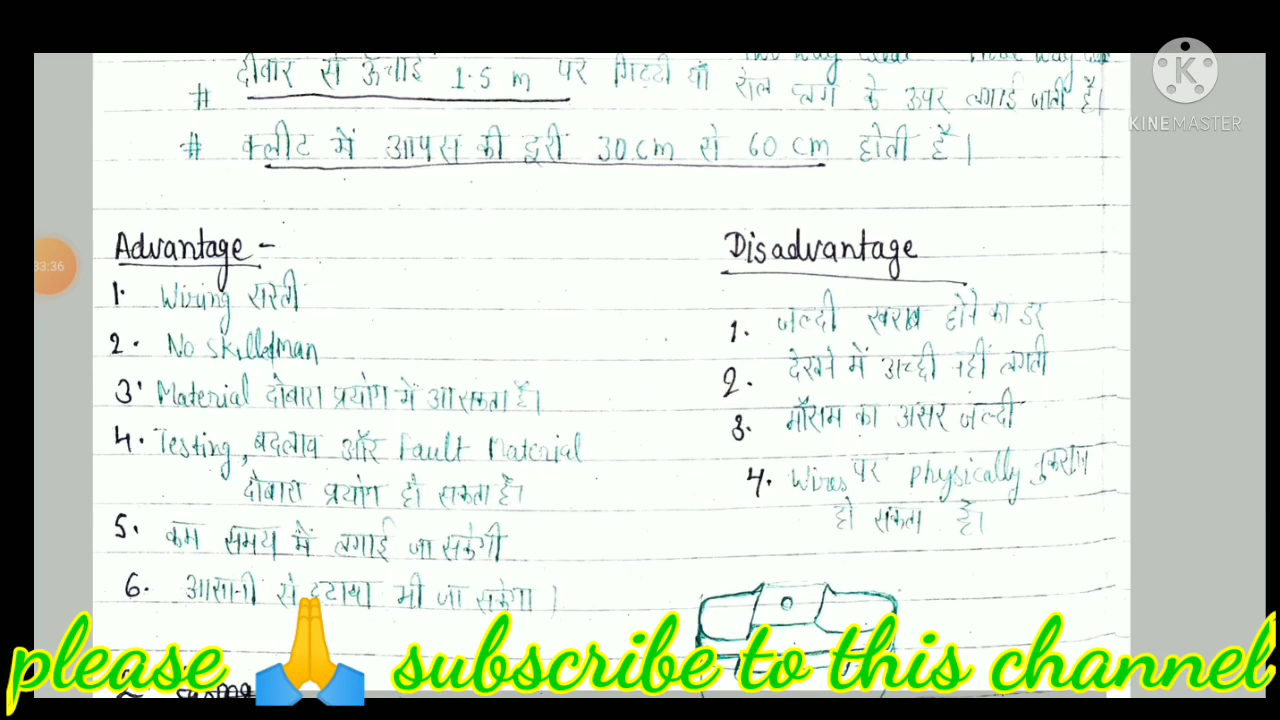 # दीवार से ऊँचाई 1.5 m पर गिट्टी या रोल प्लग के ऊपर लगाई जाती है।
# क्लीट में आपस की दूरी 30 cm से 60 cm होती है।
KINEMASTER
33:36
Advantage -
1. Wiring सस्ती
2. No skilledman
3. Material दोबारा प्रयोग में आ सकता है।
4. Testing, बदलाव और Fault Material
दोबारा प्रयोग हो सकता है।
5. कम समय में लगाई जा सकेगी
6. आसानी से हटाया भी जा सकेगा।
Disadvantage
1. जल्दी खराब होने का डर
2. देखने में अच्छी नहीं लगती
3. मौसम का असर जल्दी
4. Wires पर physically नुकसान
हो सकता है।
please 🙏 subscribe to this channel